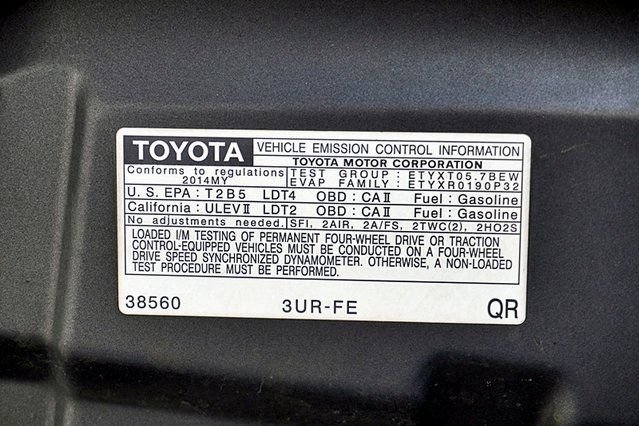 TOYOTA VEHICLE EMISSION CONTROL INFORMATION
TOYOTA MOTOR CORPORATION
Conforms to regulations TEST GROUP : ETYXT05.7BEW
2014MY EVAP FAMILY : ETYXR0190P32
U.S. EPA : T2B5 LDT4 OBD : CAⅡ Fuel : Gasoline
California : ULEVⅡ LDT2 OBD : CAⅡ Fuel : Gasoline
No adjustments needed. SFI, 2AIR, 2A/FS, 2TWC(2), 2HO2S
LOADED I/M TESTING OF PERMANENT FOUR-WHEEL DRIVE OR TRACTION
CONTROL-EQUIPPED VEHICLES MUST BE CONDUCTED ON A FOUR-WHEEL
DRIVE SPEED SYNCHRONIZED DYNAMOMETER. OTHERWISE, A NON-LOADED
TEST PROCEDURE MUST BE PERFORMED.
38560 3UR-FE QR